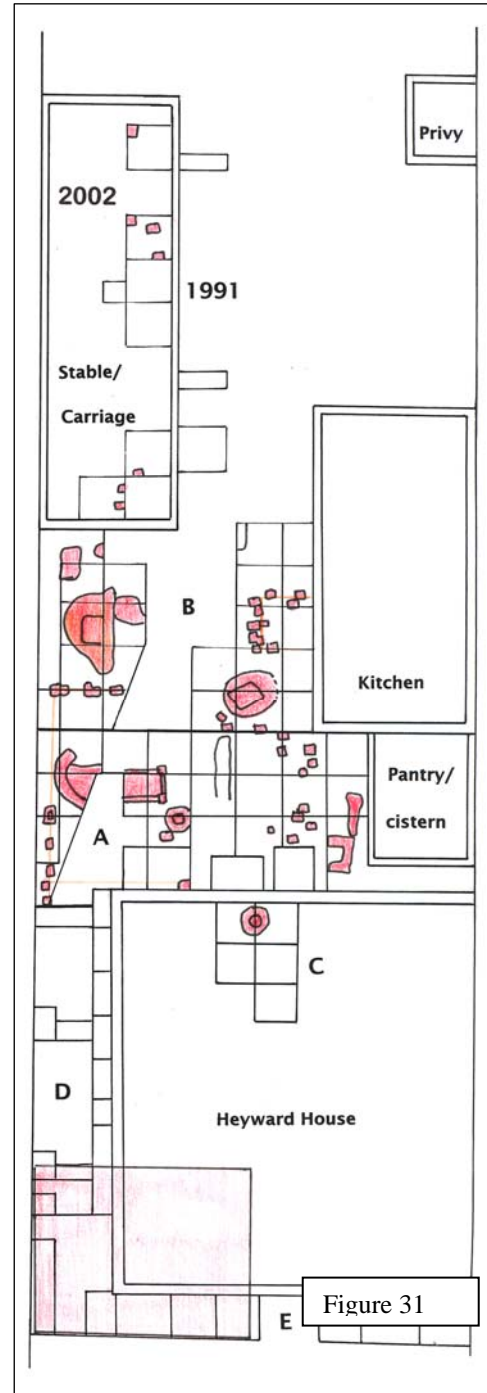 Privy
2002
1991
Stable/
Carriage
B
Kitchen
Pantry/
cistern
A
C
D
Heyward House
Figure 31
E